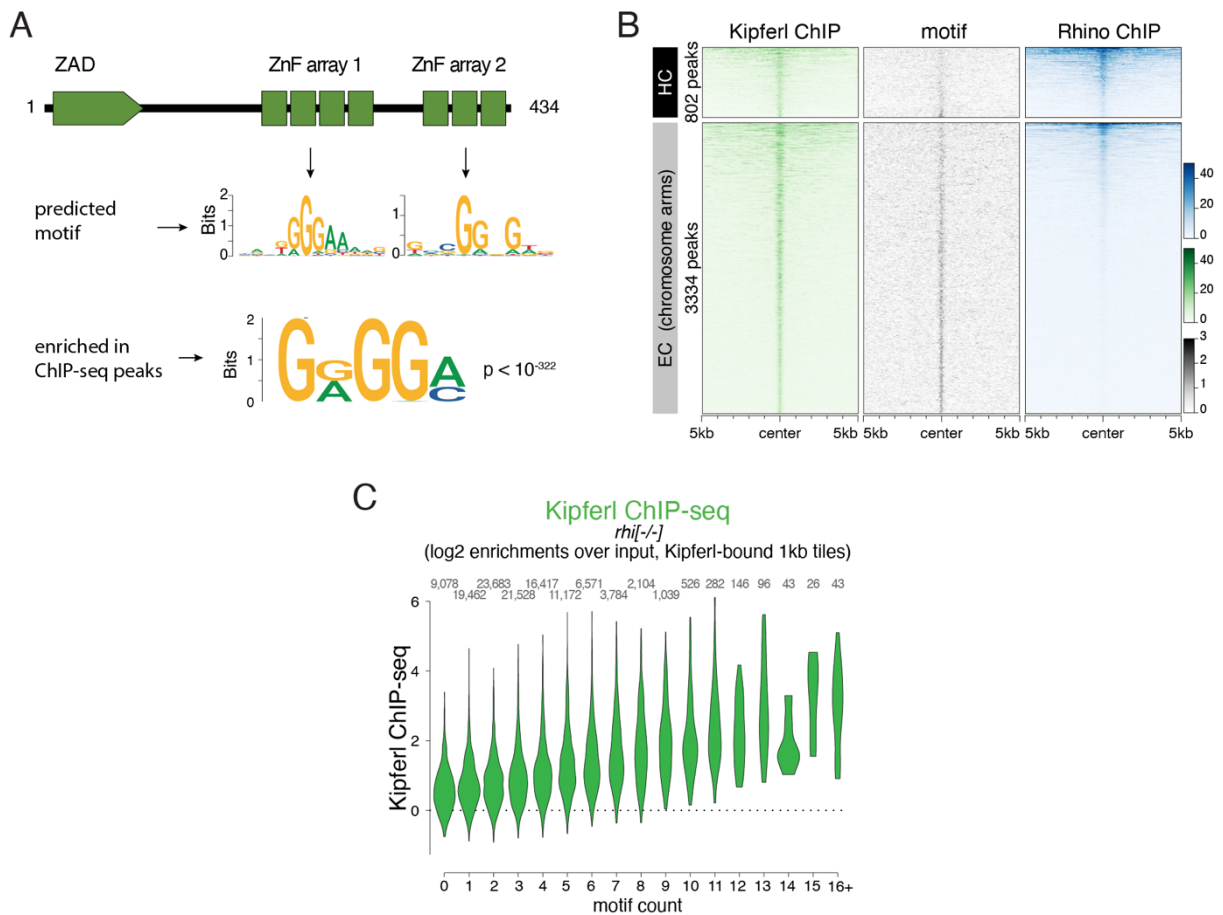 A
ZAD
ZnF array 1
ZnF array 2
1
434
predicted
motif
Bits
2
1
0
2
1
0
enriched in
ChIP-seq peaks
Bits
2
1
0
GGGGA
AC
p < 10-322
B
Kipferl ChIP
motif
Rhino ChIP
HC
802 peaks
EC (chromosome arms)
3334 peaks
40
20
0
40
20
0
3
2
1
0
5kb
center
5kb
5kb
center
5kb
5kb
center
5kb
C
Kipferl ChIP-seq
rhi[-/-]
(log2 enrichments over input, Kipferl-bound 1kb tiles)
9,078 23,683 16,417 6,571 2,104 526 282 146 96 43 26 43
19,462 21,528 11,172 3,784 1,039
Kipferl ChIP-seq
6
4
2
0
0 1 2 3 4 5 6 7 8 9 10 11 12 13 14 15 16+
motif count